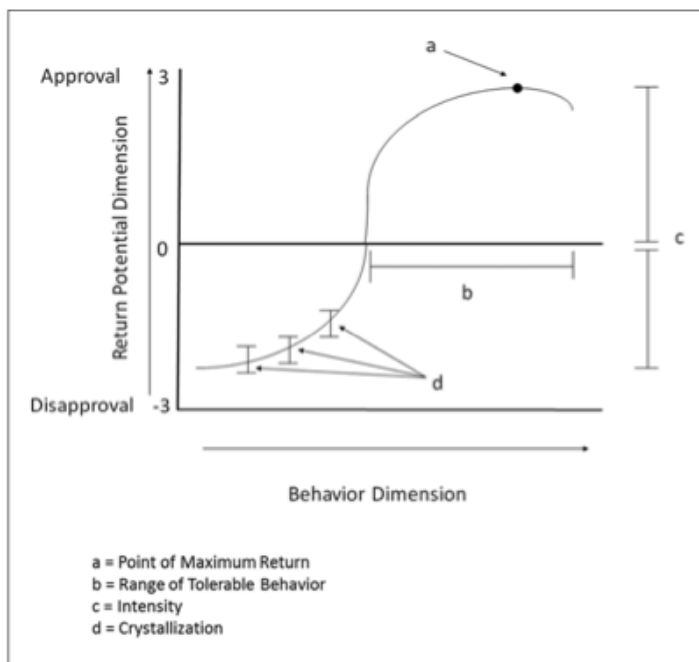 a
Approval
3
Return Potential Dimension
0
c
b
d
Disapproval
-3
Behavior Dimension
a = Point of Maximum Return
b = Range of Tolerable Behavior
c = Intensity
d = Crystallization